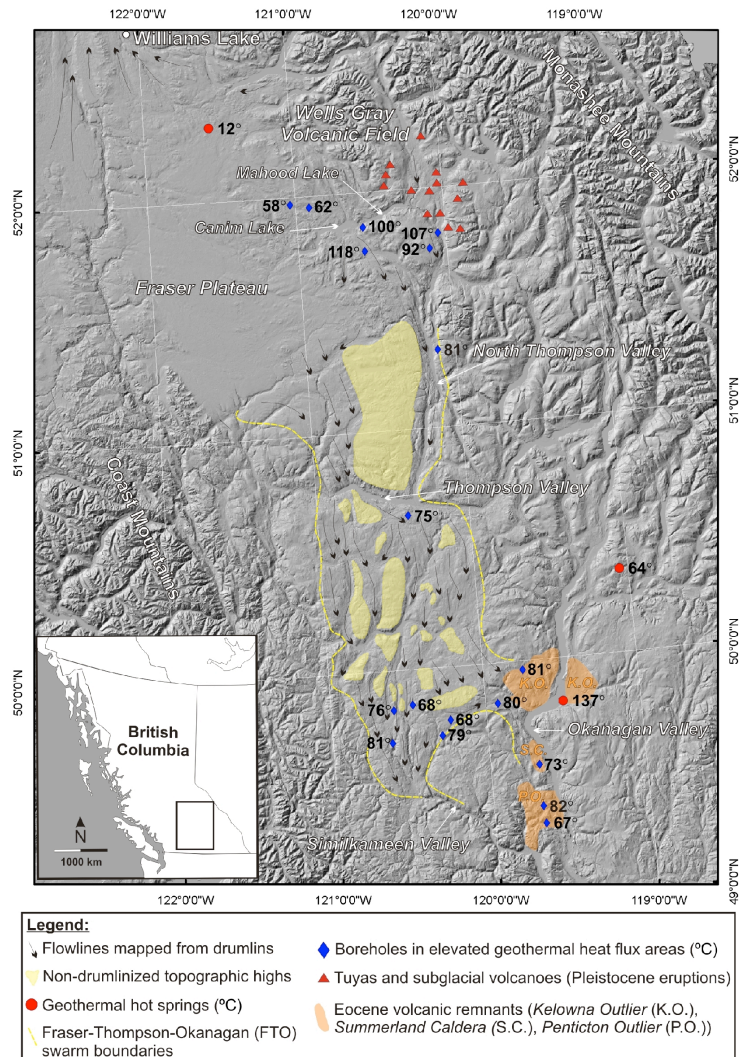 122°0'0"W
121°0'0"W
120°0'0"W
119°0'0"W
Williams Lake
Monashee Mountains
Wells Gray
Volcanic Field
12°
52°0'0"N
Mahood Lake
52°0'0"N
58°
62°
Canim Lake
100°
107°
118°
92°
Fraser Plateau
81°
North Thompson Valley
51°0'0"N
51°0'0"N
Coast Mountains
Thompson Valley
75°
64°
50°0'0"N
50°0'0"N
81°
K.O.
K.O.
137°
80°
76°
68°
68°
79°
81°
Okanagan Valley
S.C.
73°
P.O.
82°
67°
Similkameen Valley
British
Columbia
N
1000 km
49°0'0"N
122°0'0"W
121°0'0"W
120°0'0"W
119°0'0"W
Legend:
Flowlines mapped from drumlins
Non-drumlinized topographic highs
Geothermal hot springs (ºC)
Fraser-Thompson-Okanagan (FTO)
swarm boundaries
Boreholes in elevated geothermal heat flux areas (ºC)
Tuyas and subglacial volcanoes (Pleistocene eruptions)
Eocene volcanic remnants (Kelowna Outlier (K.O.),
Summerland Caldera (S.C.), Penticton Outlier (P.O.))